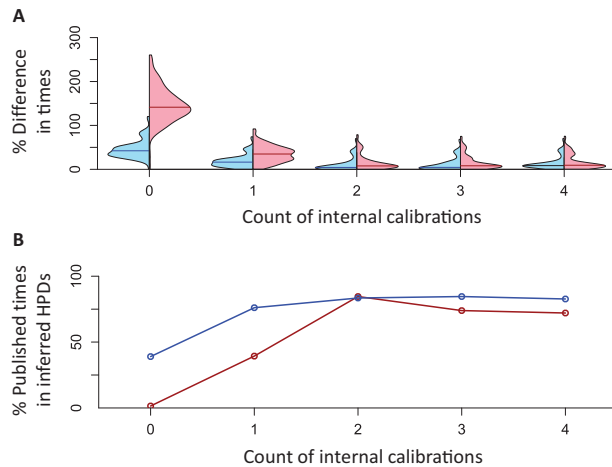 A
300
200
100
0
% Difference
in times
0 1 2 3 4
Count of internal calibrations
B
100
50
0
% Published times
in inferred HPDs
0 1 2 3 4
Count of internal calibrations